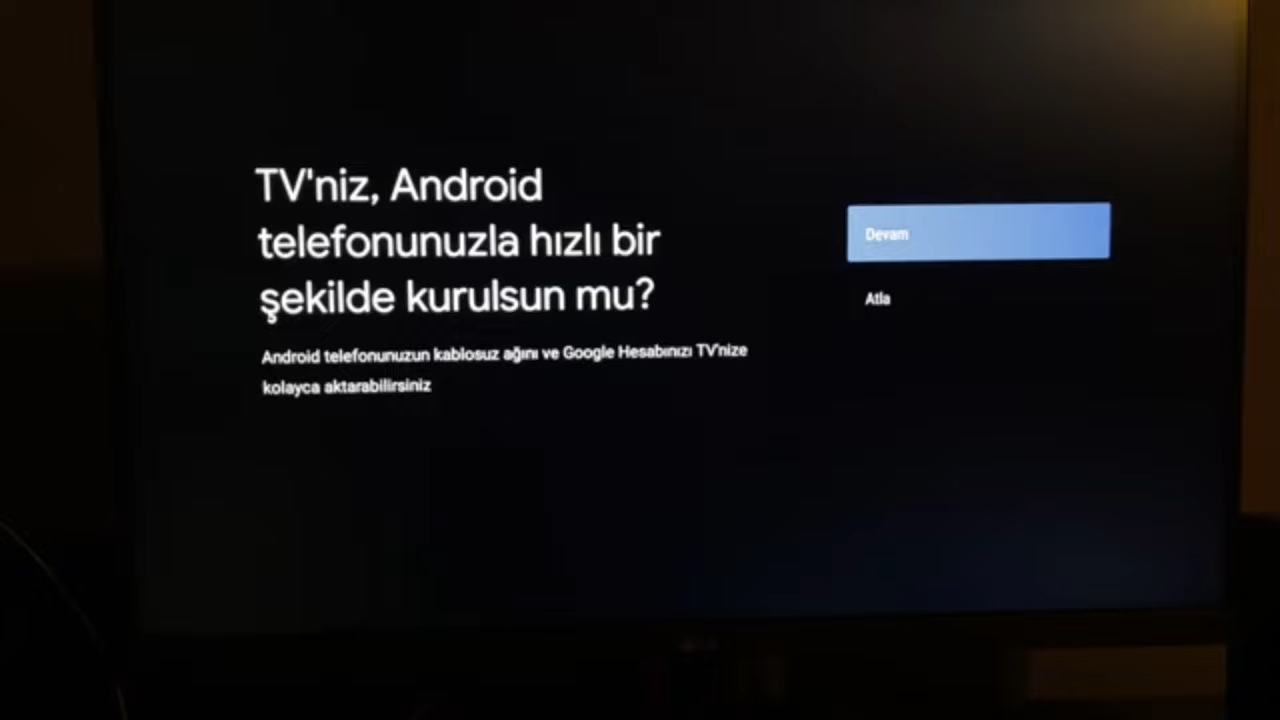 TV'niz, Android
telefonunuzla hızlı bir
şekilde kurulsun mu?
Android telefonunuzun kablosuz ağını ve Google Hesabınızı TV'nize
kolayca aktarabilirsiniz
Devam
Atla